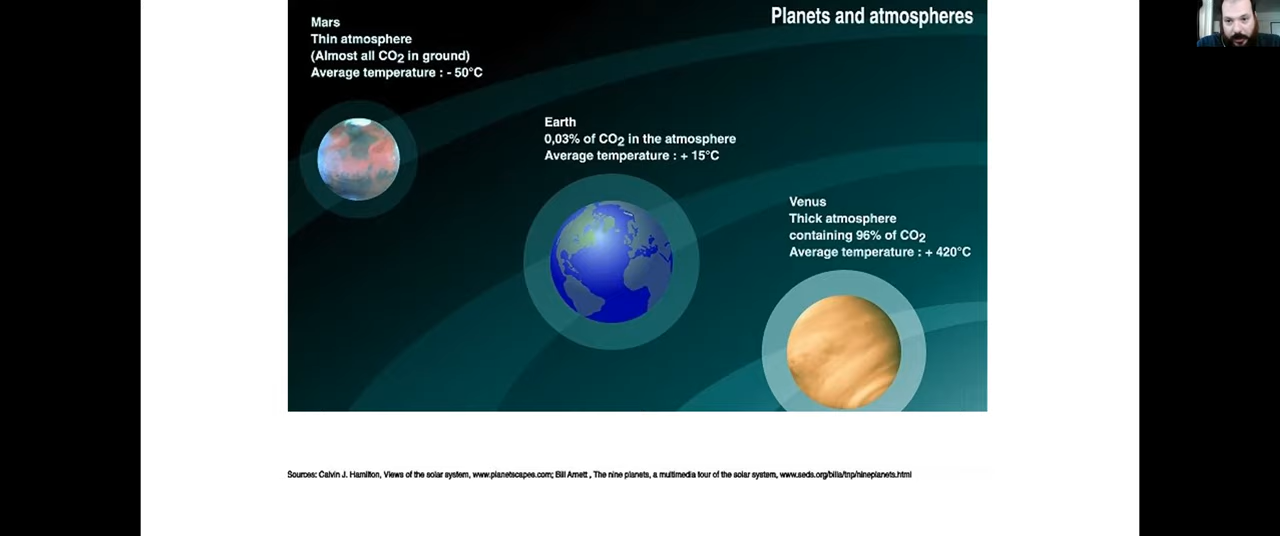 Planets and atmospheres
Mars
Thin atmosphere
(Almost all CO2 in ground)
Average temperature : - 50°C
Earth
0,03% of CO2 in the atmosphere
Average temperature : + 15°C
Venus
Thick atmosphere
containing 96% of CO2
Average temperature : + 420°C
Sources: Calvin J. Hamilton, Views of the solar system, www.planetscapes.com; Bill Arnett , The nine planets, a multimedia tour of the solar system, www.seds.org/billa/tnp/nineplanets.html